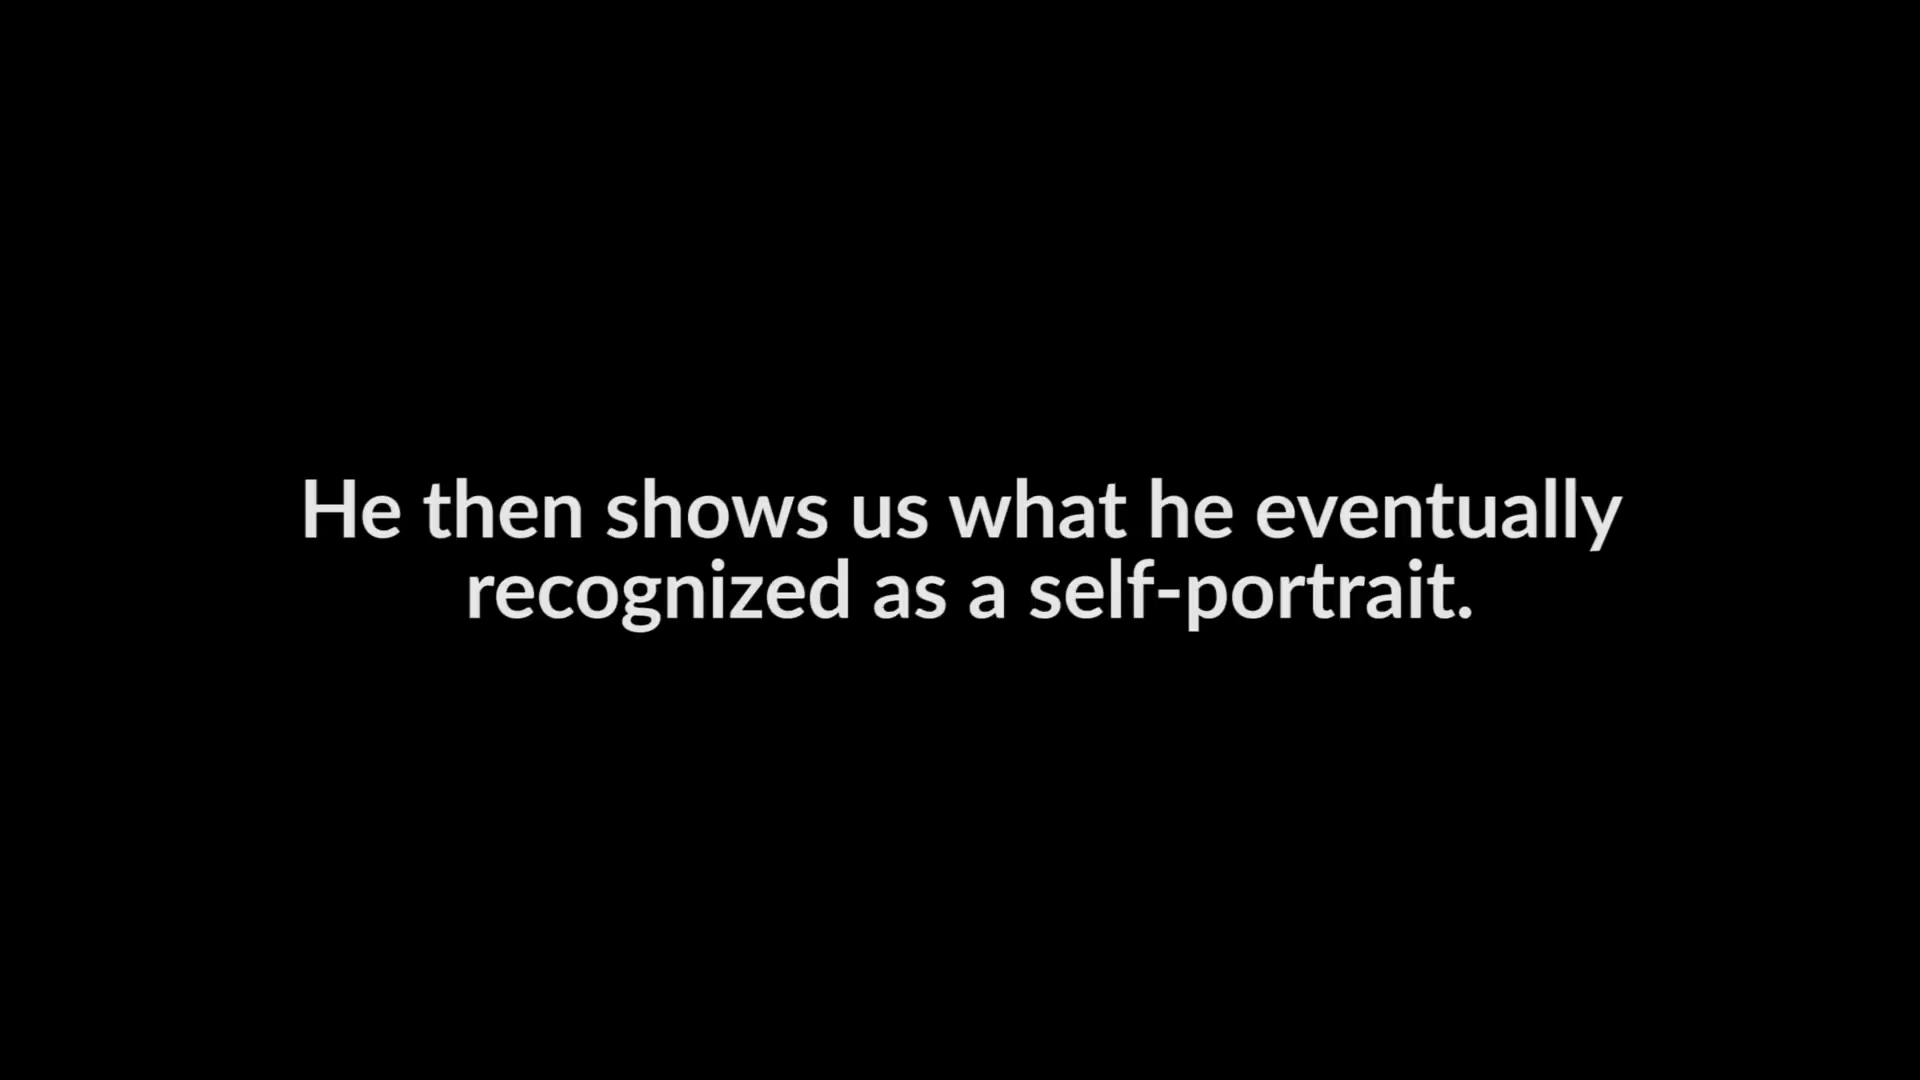 He then shows us what he eventually
recognized as a self-portrait.